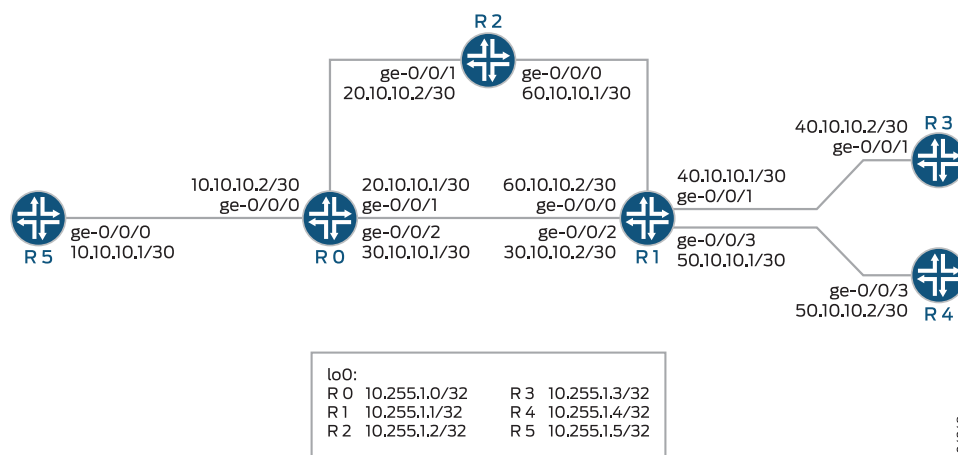 R 2
ge-0/0/1
20.10.10.2/30
ge-0/0/0
60.10.10.1/30
40.10.10.2/30
ge-0/0/1
R 3
10.10.10.2/30
ge-0/0/0
20.10.10.1/30
ge-0/0/1
60.10.10.2/30
ge-0/0/0
40.10.10.1/30
ge-0/0/1
ge-0/0/0
10.10.10.1/30
R 5
R 0
ge-0/0/2
30.10.10.1/30
ge-0/0/2
30.10.10.2/30
R 1
ge-0/0/3
50.10.10.1/30
ge-0/0/3
50.10.10.2/30
R 4
lo0:
R 0 10.255.1.0/32 R 3 10.255.1.3/32
R 1 10.255.1.1/32 R 4 10.255.1.4/32
R 2 10.255.1.2/32 R 5 10.255.1.5/32